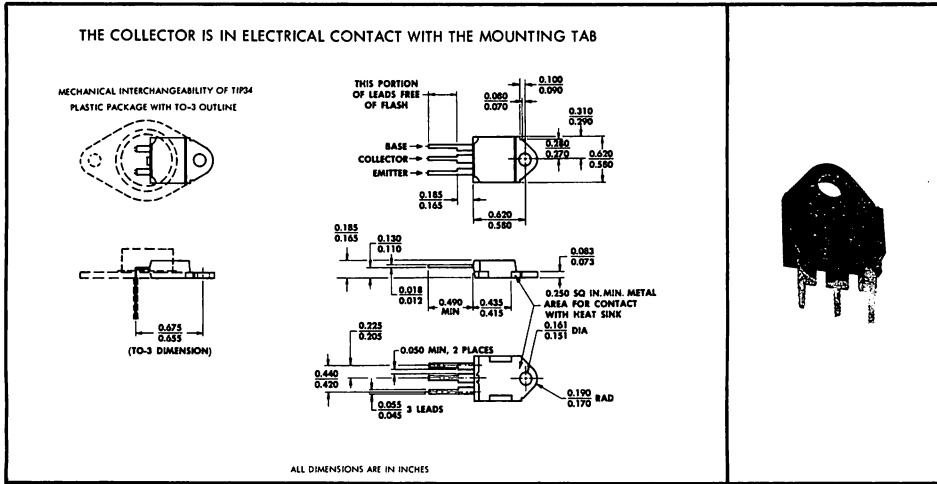 THE COLLECTOR IS IN ELECTRICAL CONTACT WITH THE MOUNTING TAB
MECHANICAL INTERCHANGEABILITY OF TIP34
PLASTIC PACKAGE WITH TO-3 OUTLINE
THIS PORTION
OF LEADS FREE
OF FLASH
0.100
0.090
0.080
0.070
0.310
0.290
0.280
0.270
0.620
0.580
BASE
COLLECTOR
EMITTER
0.185
0.165
0.620
0.580
0.185
0.165
0.130
0.110
0.083
0.073
0.018
0.012
0.490
MIN
0.435
0.415
0.250 SQ IN. MIN. METAL
AREA FOR CONTACT
WITH HEAT SINK
0.675
0.655
(TO-3 DIMENSION)
0.225
0.205
0.161
0.151 DIA
0.050 MIN, 2 PLACES
0.440
0.420
0.190
0.170 RAD
0.055
0.045 3 LEADS
ALL DIMENSIONS ARE IN INCHES